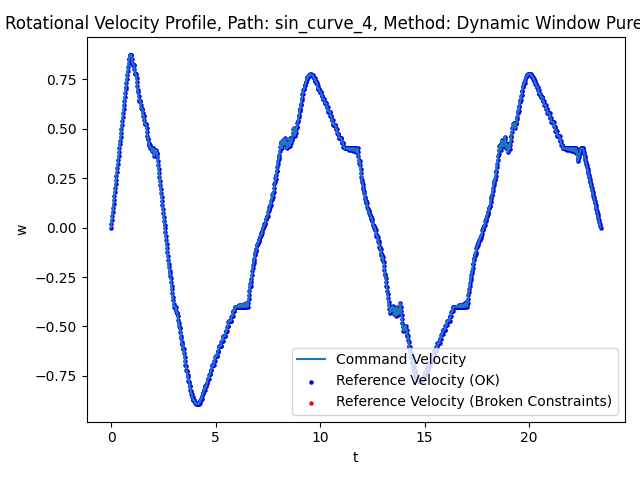 Rotational Velocity Profile, Path: sin_curve_4, Method: Dynamic Window Pure
0.75
0.50
0.25
0.00
−0.25
−0.50
−0.75
w
Command Velocity
Reference Velocity (OK)
Reference Velocity (Broken Constraints)
0 5 10 15 20
t